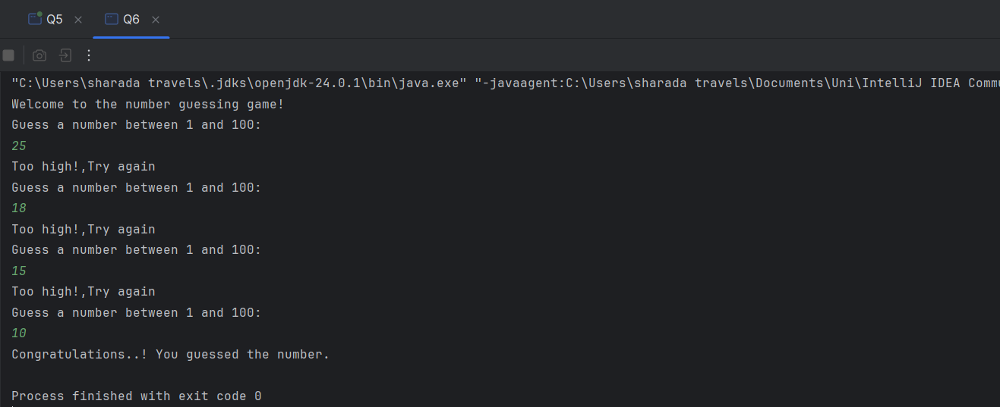 Q5 Q6
"C:\Users\sharada travels\.jdks\openjdk-24.0.1\bin\java.exe" "-javaagent:C:\Users\sharada travels\Documents\Uni\IntelliJ IDEA Comm
Welcome to the number guessing game!
Guess a number between 1 and 100:
25
Too high!,Try again
Guess a number between 1 and 100:
18
Too high!,Try again
Guess a number between 1 and 100:
15
Too high!,Try again
Guess a number between 1 and 100:
10
Congratulations..! You guessed the number.
Process finished with exit code 0